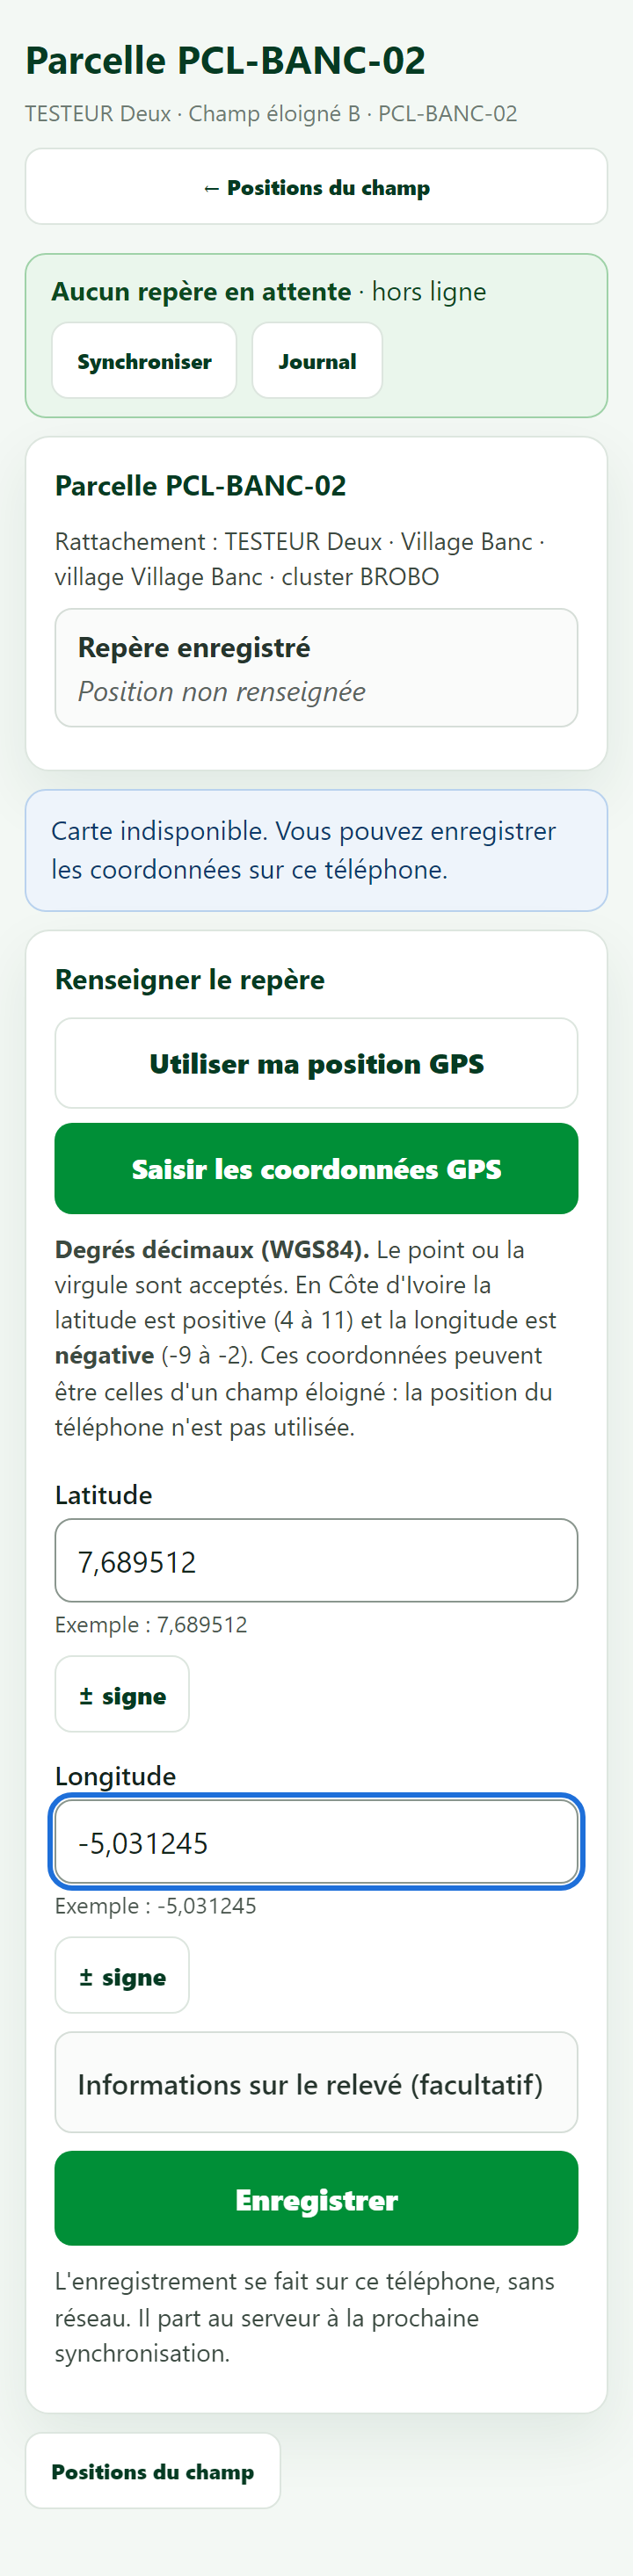 Parcelle PCL-BANC-02
TESTEUR Deux · Champ éloigné B · PCL-BANC-02
← Positions du champ
Aucun repère en attente · hors ligne
Synchroniser
Journal
Parcelle PCL-BANC-02
Rattachement : TESTEUR Deux · Village Banc ·
village Village Banc · cluster BROBO
Repère enregistré
Position non renseignée
Carte indisponible. Vous pouvez enregistrer
les coordonnées sur ce téléphone.
Renseigner le repère
Utiliser ma position GPS
Saisir les coordonnées GPS
Degrés décimaux (WGS84). Le point ou la
virgule sont acceptés. En Côte d'Ivoire la
latitude est positive (4 à 11) et la longitude est
négative (-9 à -2). Ces coordonnées peuvent
être celles d'un champ éloigné : la position du
téléphone n'est pas utilisée.
Latitude
7,689512
Exemple : 7,689512
± signe
Longitude
-5,031245
Exemple : -5,031245
± signe
Informations sur le relevé (facultatif)
Enregistrer
L'enregistrement se fait sur ce téléphone, sans
réseau. Il part au serveur à la prochaine
synchronisation.
Positions du champ